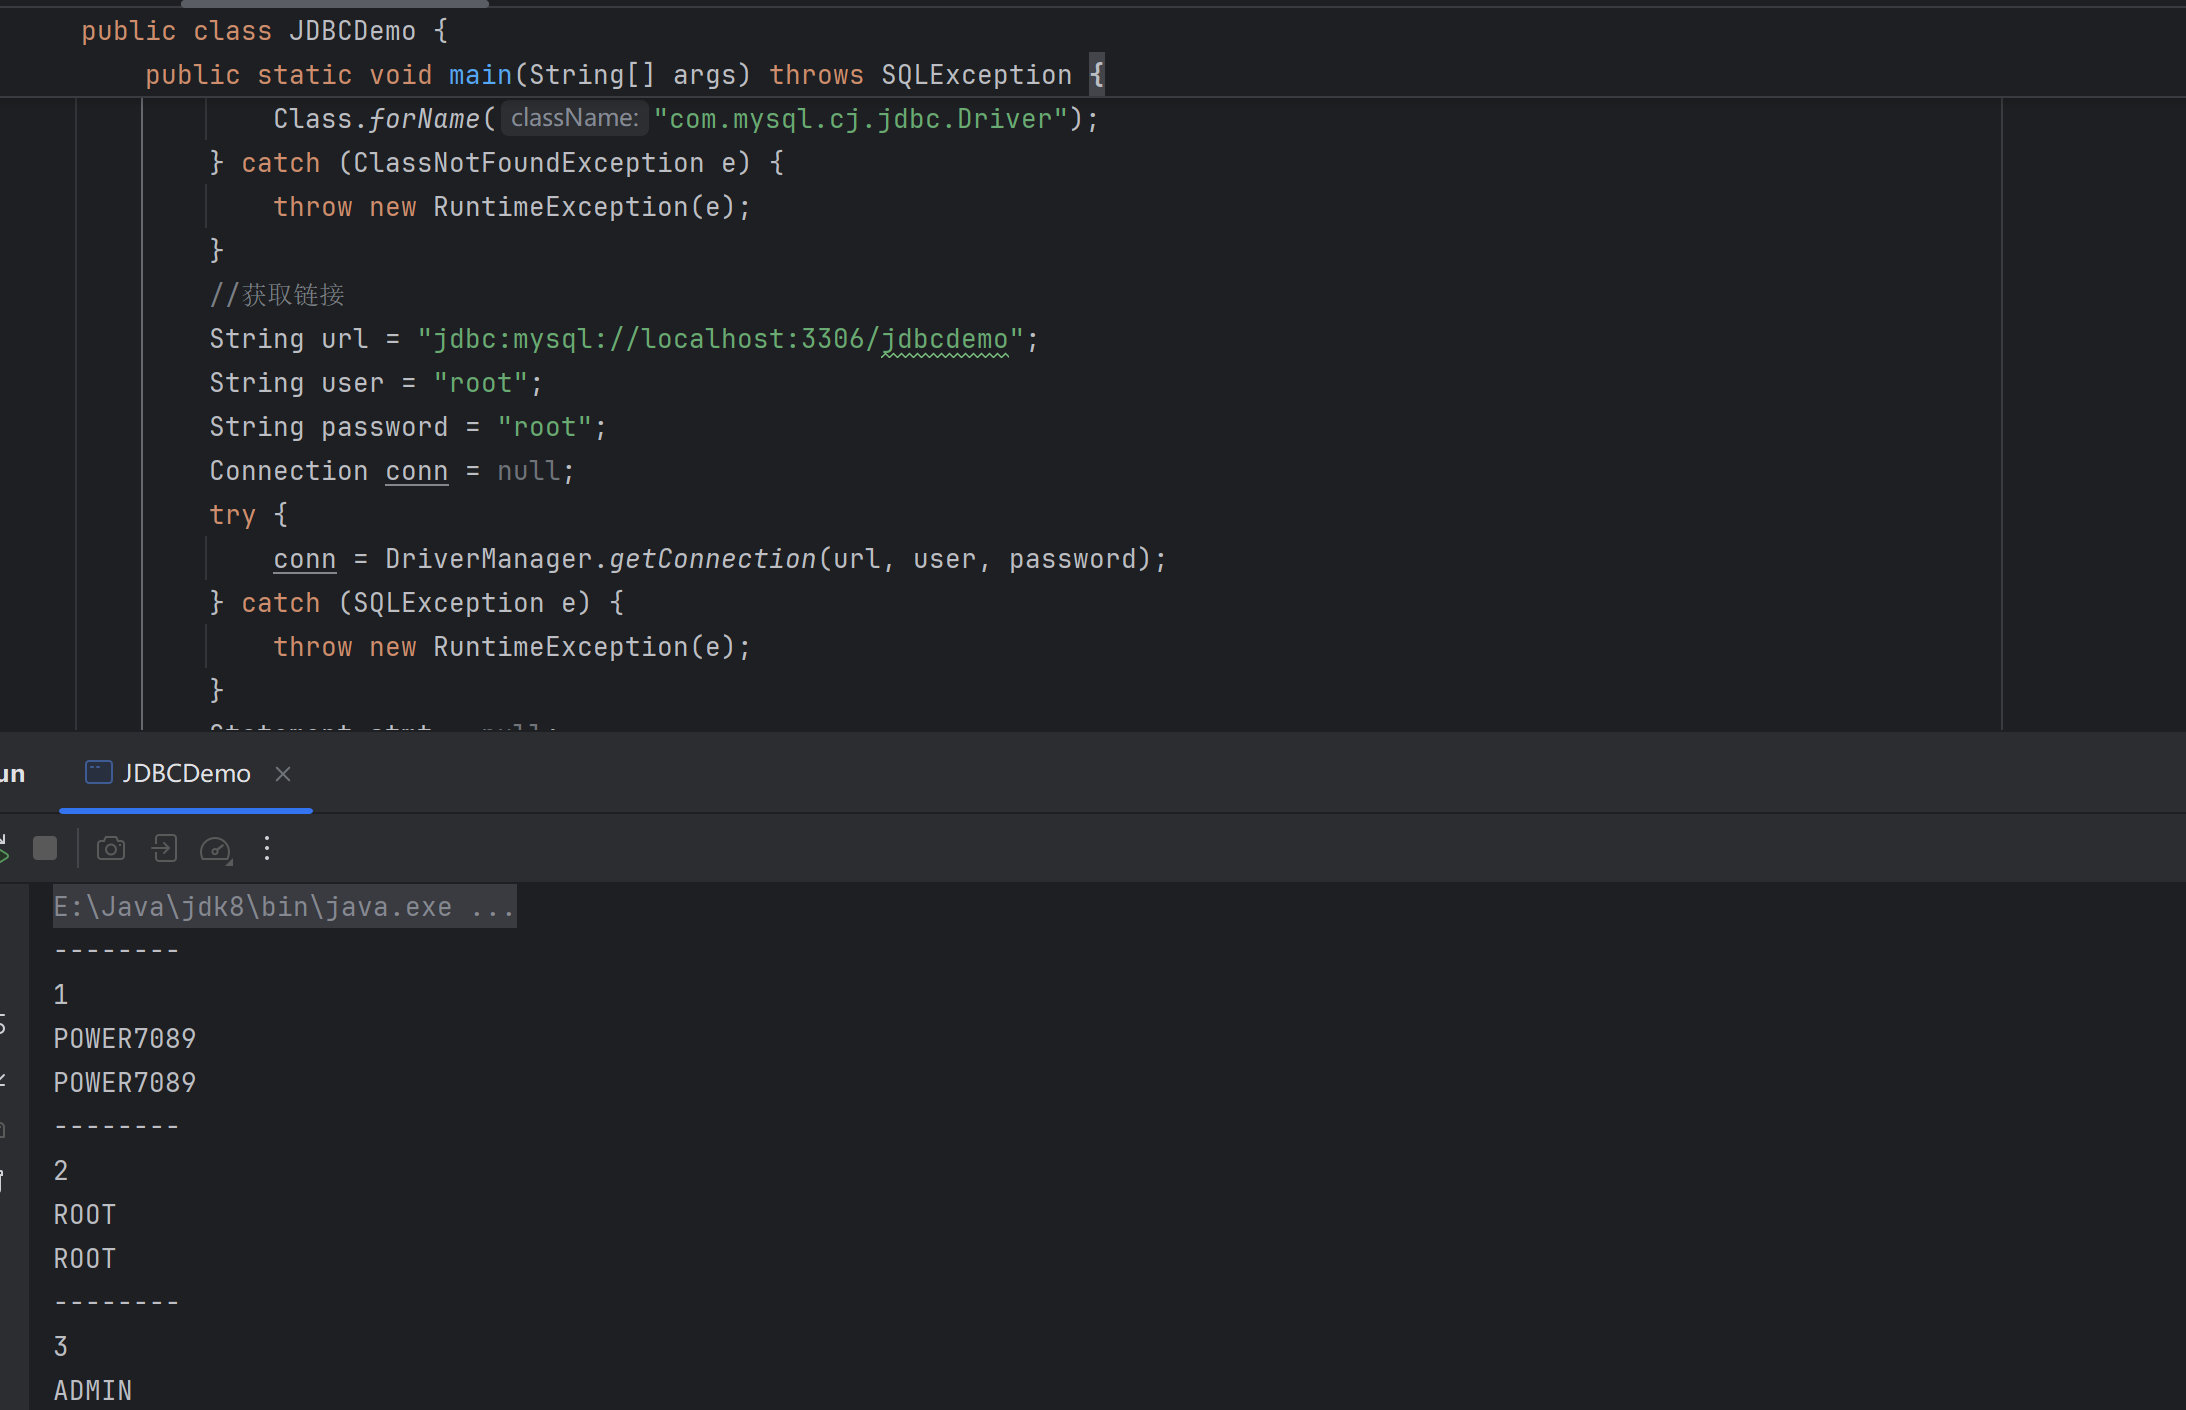 public class JDBCDemo {
public static void main(String[] args) throws SQLException {
Class.forName( className: "com.mysql.cj.jdbc.Driver");
} catch (ClassNotFoundException e) {
throw new RuntimeException(e);
}
//获取链接
String url = "jdbc:mysql://localhost:3306/jdbcdemo";
String user = "root";
String password = "root";
Connection conn = null;
try {
conn = DriverManager.getConnection(url, user, password);
} catch (SQLException e) {
throw new RuntimeException(e);
}
Statement stmt = null;
un JDBCDemo
E:\Java\jdk8\bin\java.exe ...
--------
1
POWER7089
POWER7089
--------
2
ROOT
ROOT
--------
3
ADMIN